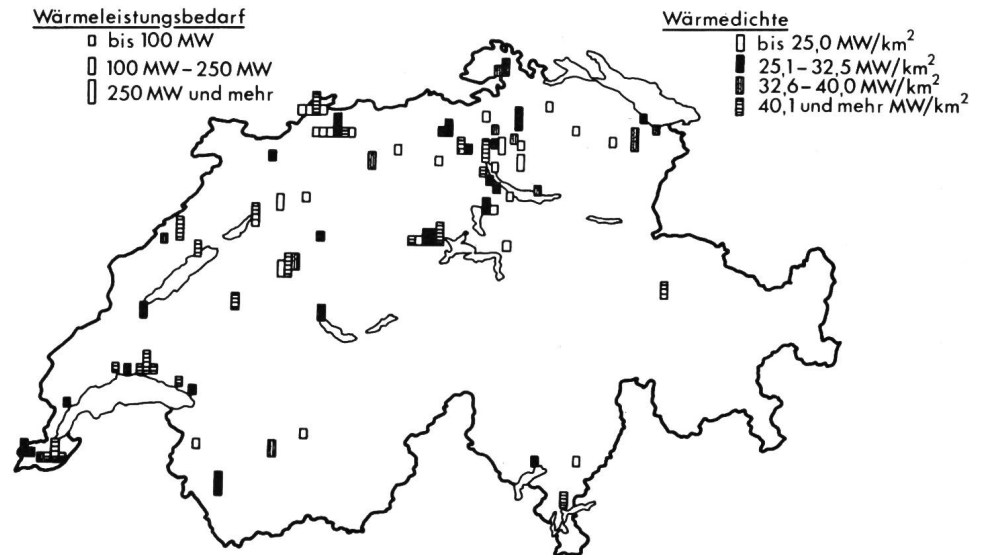 Wärmeleistungsbedarf
bis 100 MW
100 MW – 250 MW
250 MW und mehr
Wärmedichte
bis 25,0 MW/km²
25,1 – 32,5 MW/km²
32,6 – 40,0 MW/km²
40,1 und mehr MW/km²